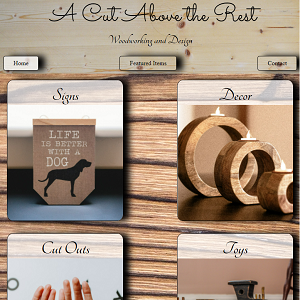 A Cut Above the Rest
Woodworking and Design
Home
Featured Items
Contact
Signs
Decor
LIFE
IS BETTER
WITH A
DOG
Cut Outs
Toys